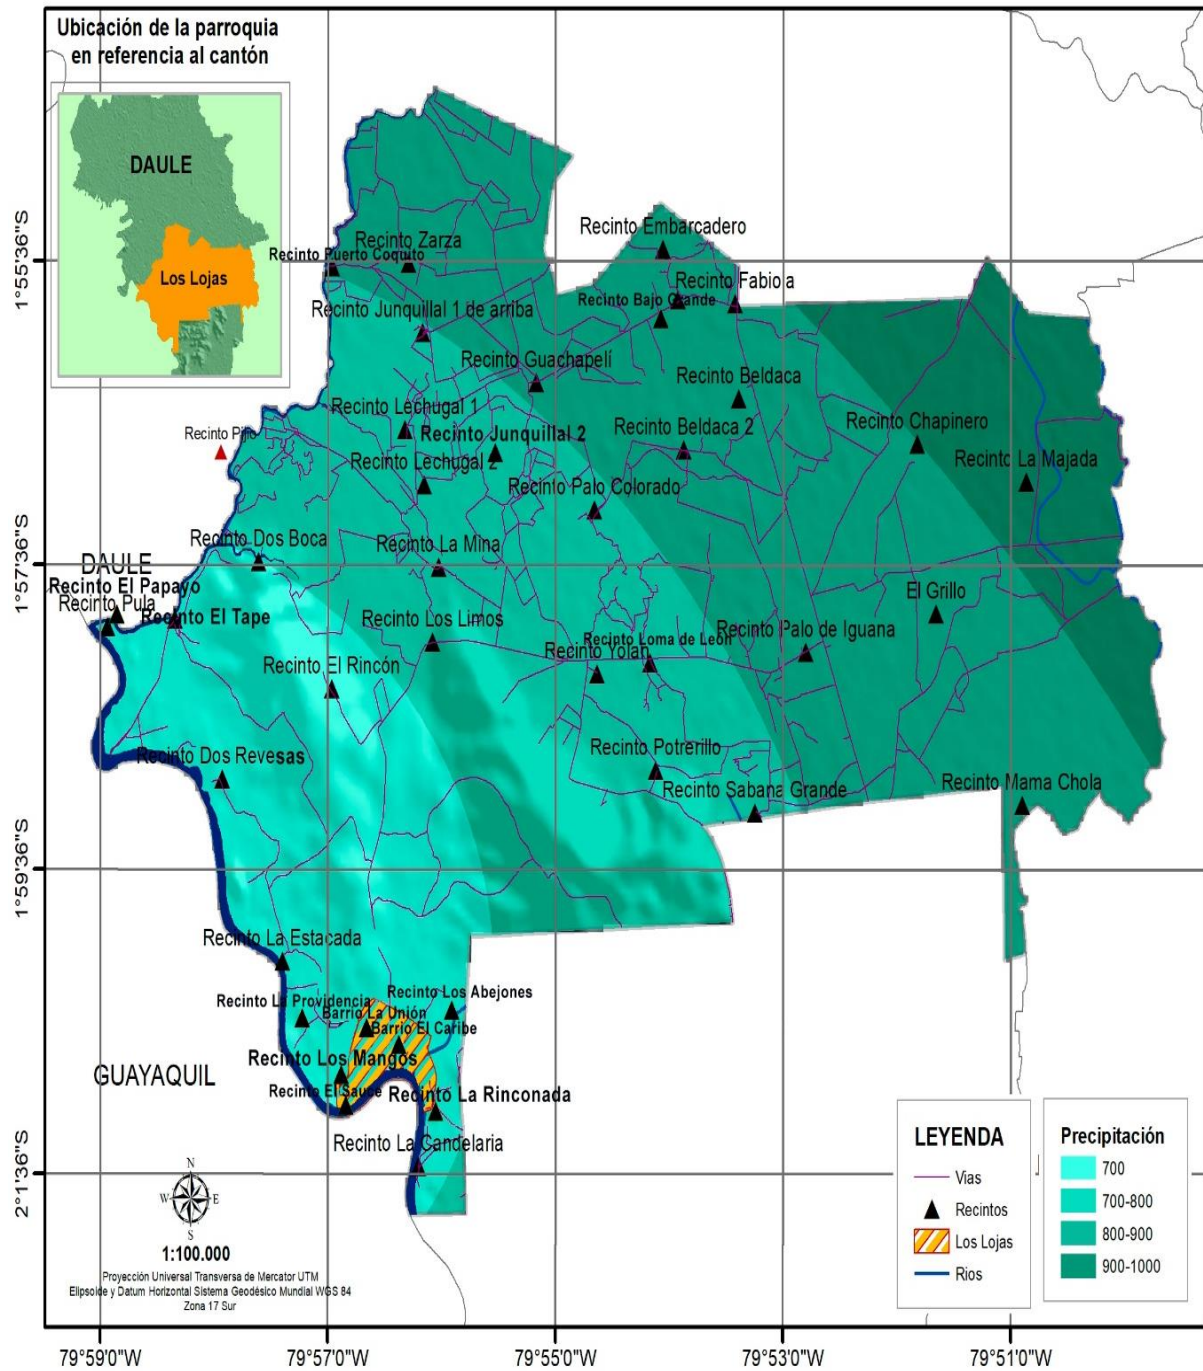 Ubicación de la parroquia
en referencia al cantón
DAULE
Los Lojas
1°55'36"S
1°57'36"S
1°59'36"S
2°1'36"S
Recinto Embarcadero
Recinto Zarza
Recinto Puerto Coquito
Recinto Fabiola
Recinto Bajo Grande
Recinto Junquillal 1 de arriba
Recinto Guachapelí
Recinto Beldaca
Recinto Lechugal 1
Recinto Chapinero
Recinto Beldaca 2
Recinto Junquillal 2
Recinto Pijio
Recinto Lechugal 2
Recinto La Majada
Recinto Palo Colorado
Recinto Dos Boca
Recinto La Mina
DAULE
Recinto El Papayo
Recinto Pula
Recinto El Tape
El Grillo
Recinto Los Limos
Recinto Palo de Iguana
Recinto Loma de León
Recinto Yolan
Recinto El Rincón
Recinto Potrerillo
Recinto Dos Revesas
Recinto Mama Chola
Recinto Sabana Grande
Recinto La Estacada
Recinto Los Abejones
Recinto La Providencia
Barrio La Unión
Barrio El Caribe
Recinto Los Mangos
GUAYAQUIL
Recinto El Sauce
Recinto La Rinconada
Recinto La Candelaria
N
W E
S
1:100.000
Proyección Universal Transversa de Mercator UTM
Elipsoide y Datum Horizontal Sistema Geodésico Mundial WGS 84
Zona 17 Sur
LEYENDA
Vias
Recintos
Los Lojas
Rios
Precipitación
700
700-800
800-900
900-1000
79°59'0"W
79°57'0"W
79°55'0"W
79°53'0"W
79°51'0"W